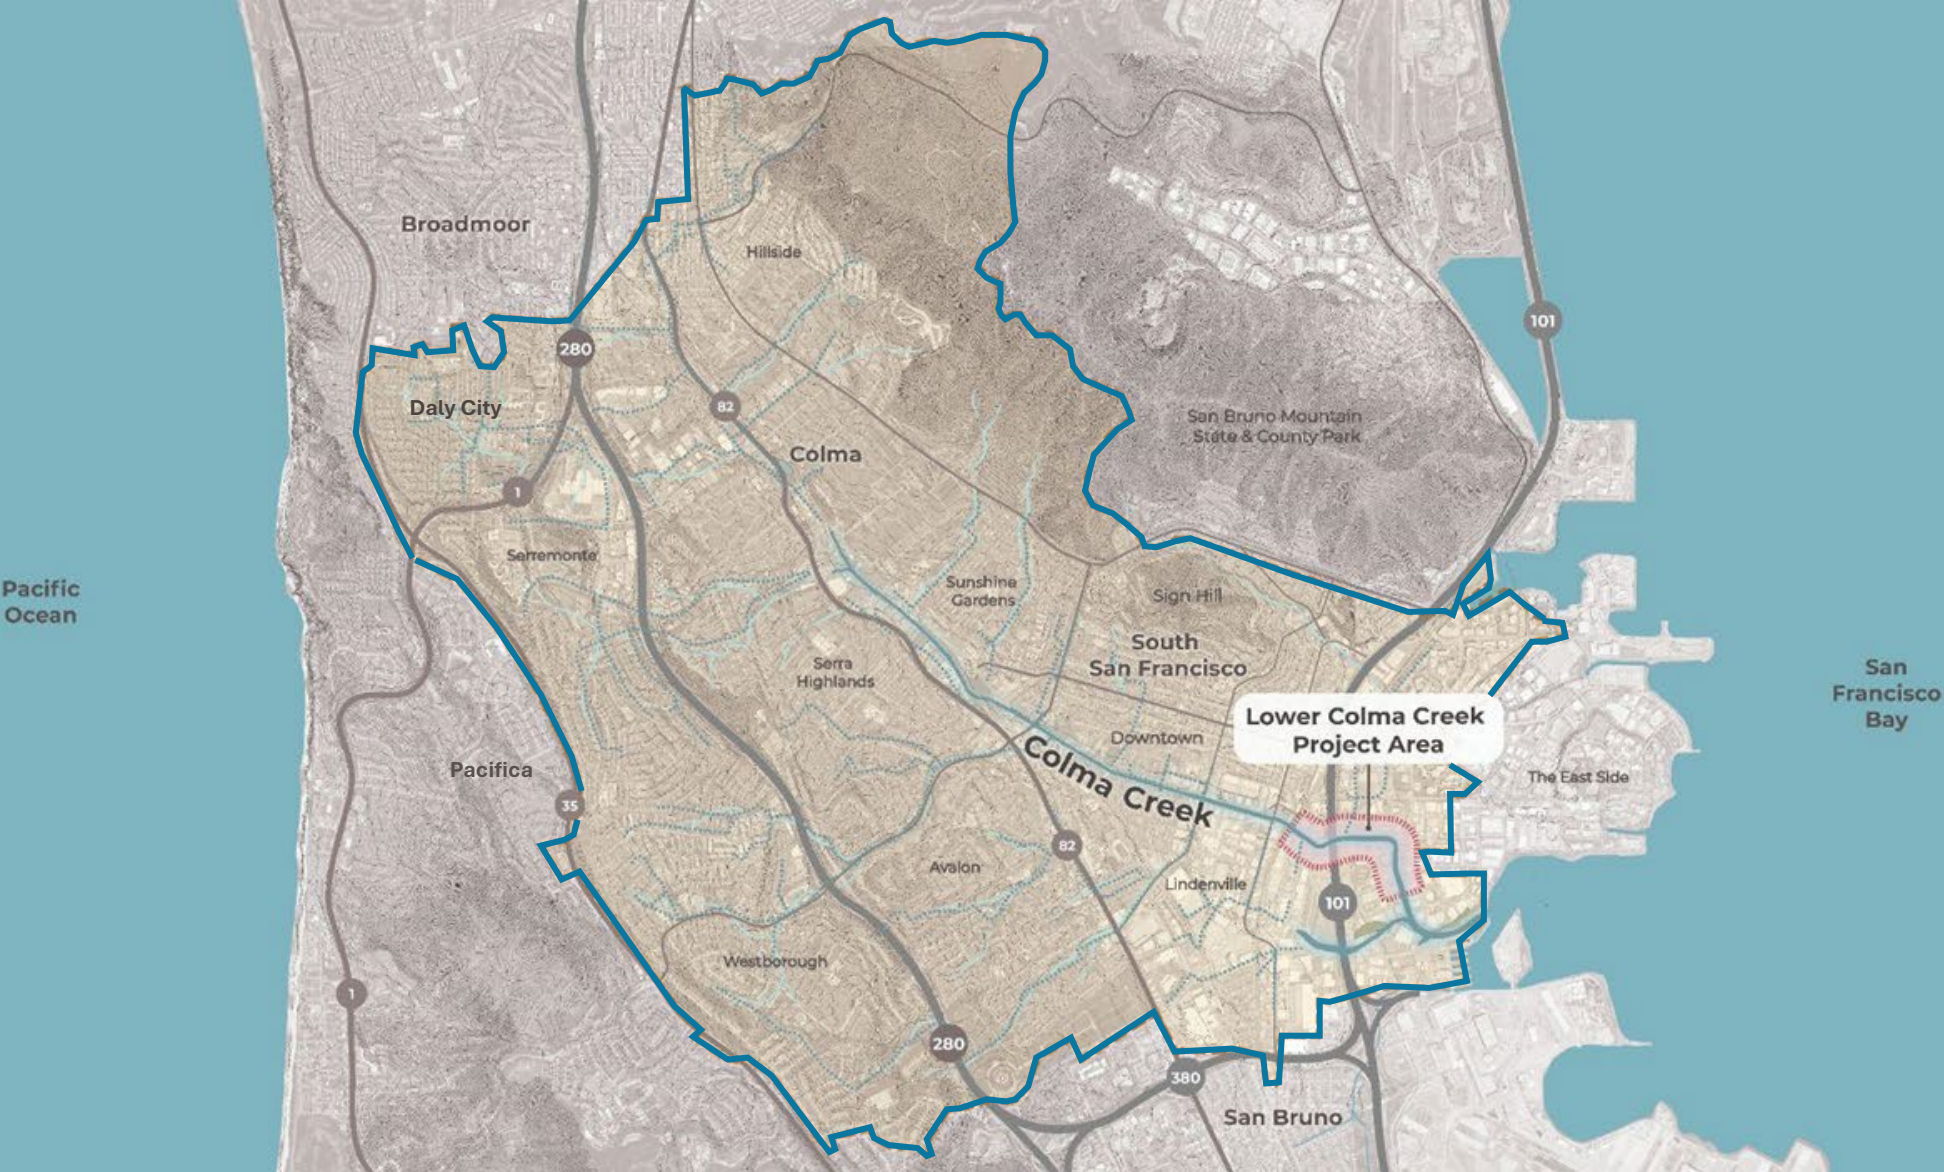 101
Broadmoor
Hillside
280
Daly City
82
Colma
San Bruno Mountain
State & County Park
1
Serremonte
Pacific
Ocean
Sunshine
Gardens
Sign Hill
South
San Francisco
Serra
Highlands
San
Francisco
Bay
Lower Colma Creek
Project Area
Downtown
Colma Creek
Pacifica
35
The East Side
82
Avalon
Lindenville
101
Westborough
1
280
380
San Bruno